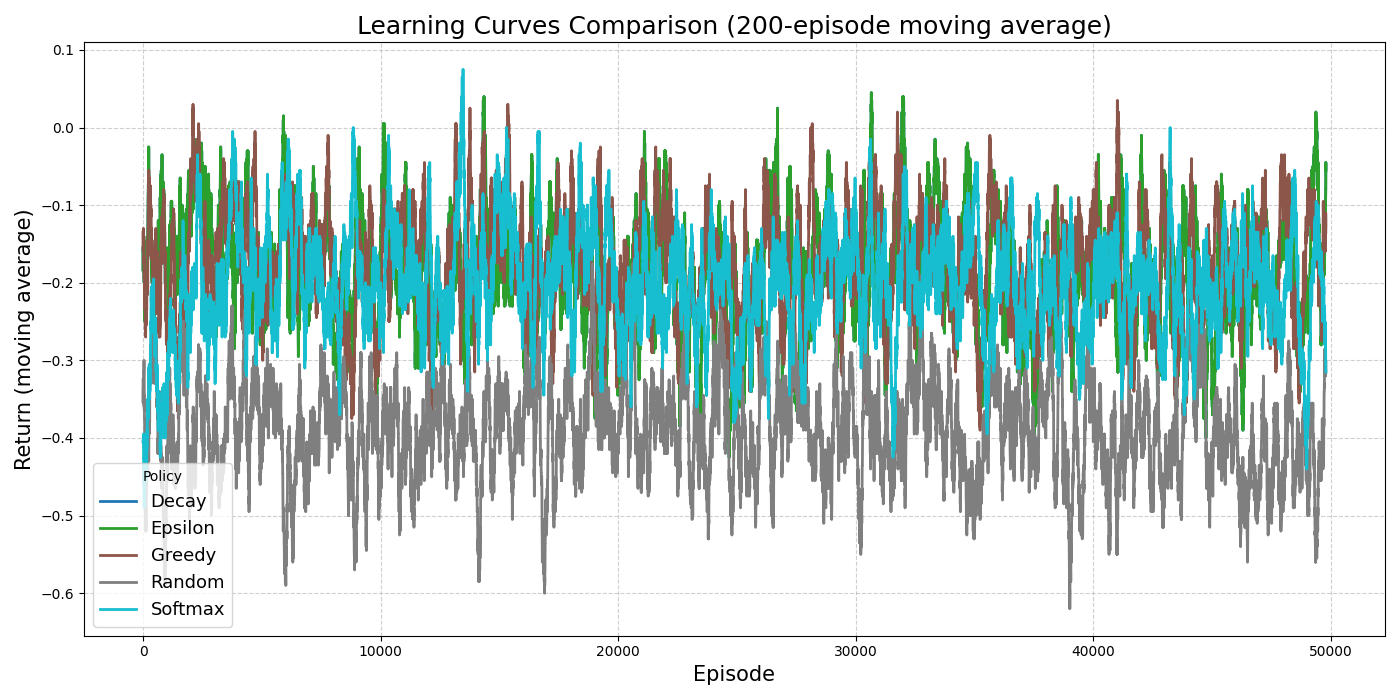 Learning Curves Comparison (200-episode moving average)
Return (moving average)
0.1
0.0
−0.1
−0.2
−0.3
−0.4
−0.5
−0.6
Policy
Decay
Epsilon
Greedy
Random
Softmax
0 10000 20000 30000 40000 50000
Episode